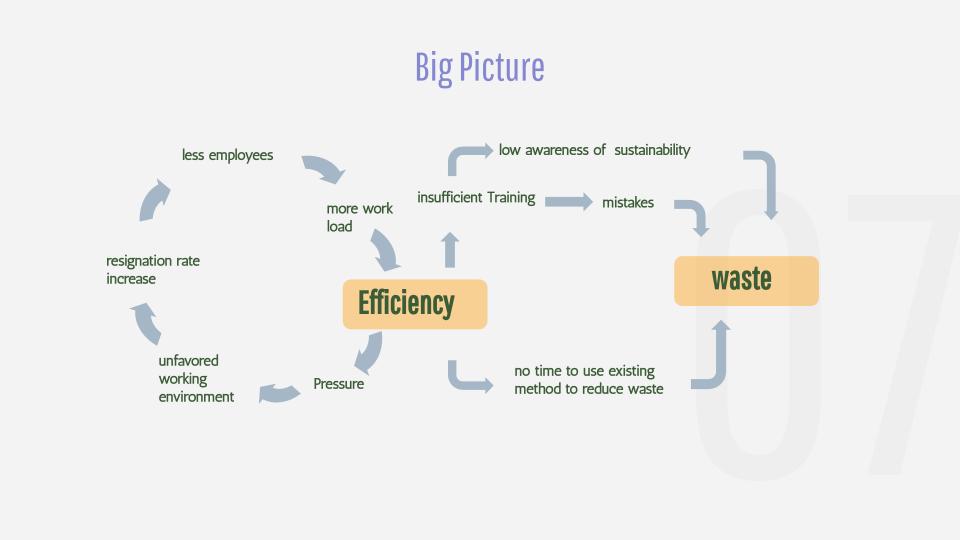 Big Picture
less employees
low awareness of  sustainability
more work
load
insufficient Training
mistakes
resignation rate
increase
Efficiency
waste
unfavored
working
environment
Pressure
no time to use existing
method to reduce waste
07